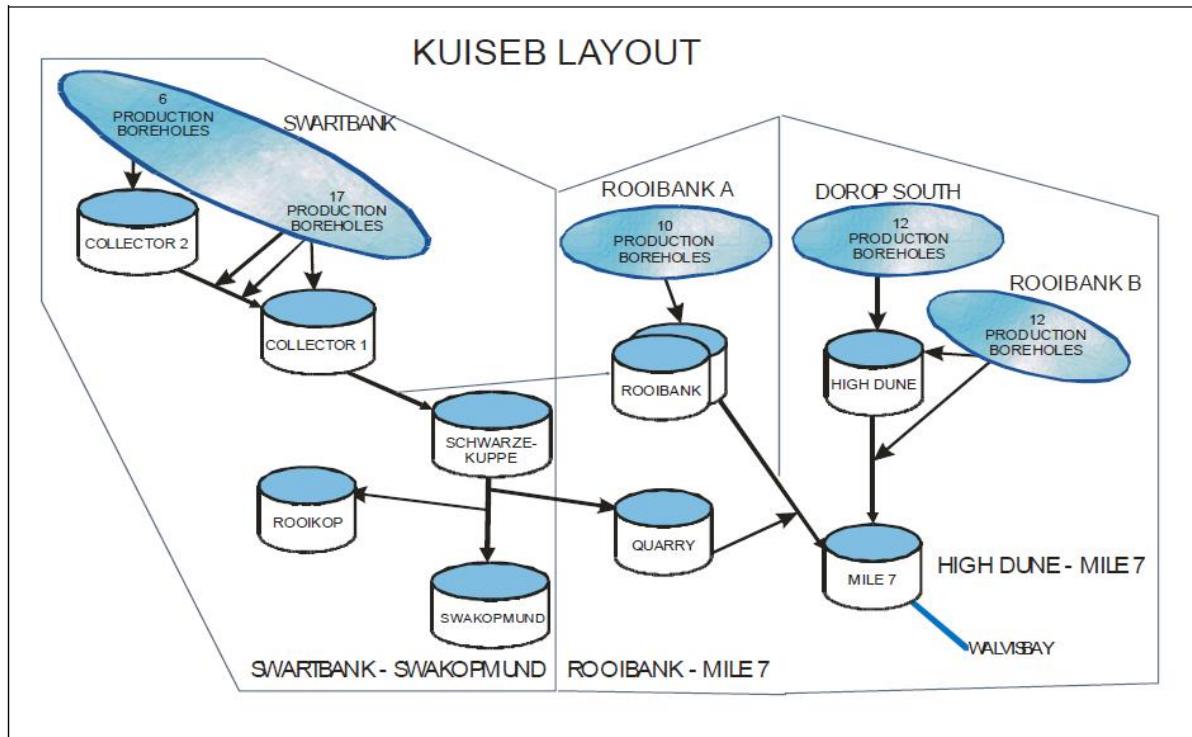 KUISEB LAYOUT
6
PRODUCTION
BOREHOLES
SWARTBANK
17
PRODUCTION
BOREHOLES
COLLECTOR 2
COLLECTOR 1
ROOIBANK A
10
PRODUCTION
BOREHOLES
DOROP SOUTH
12
PRODUCTION
BOREHOLES
ROOIBANK B
12
PRODUCTION
BOREHOLES
ROOIBANK
HIGH DUNE
SCHWARZE-
KUPPE
ROOIKOP
QUARRY
SWAKOPMUND
MILE 7
HIGH DUNE - MILE 7
WALVISBAY
SWARTBANK - SWAKOPMUND
ROOIBANK - MILE 7